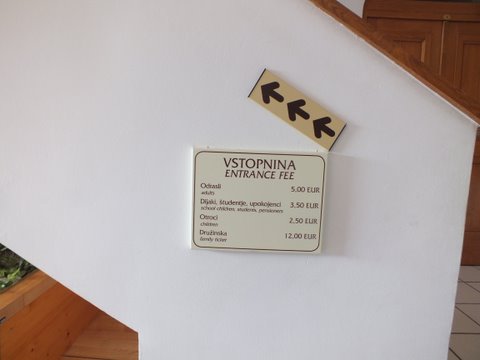 VSTOPNINA
ENTRANCE FEE
Odrasli 5,00 EUR
adults
Dijaki, študentje, upokojenci 3,50 EUR
school children, students, pensioners
Otroci 2,50 EUR
children
Družinska 12,00 EUR
family ticket